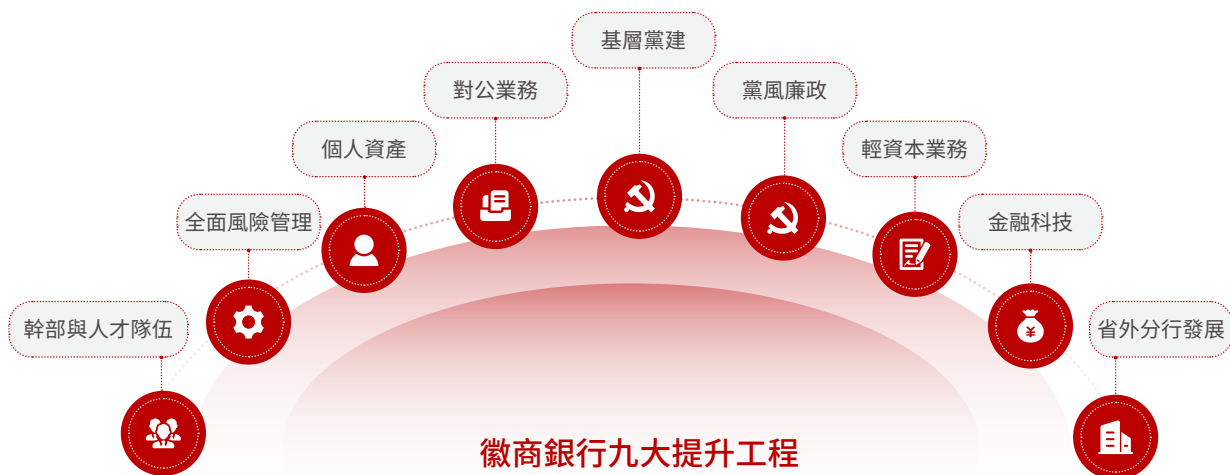 基層黨建
對公業務
黨風廉政
個人資產
輕資本業務
全面風險管理
金融科技
幹部與人才隊伍
省外分行發展
¥
徽商銀行九大提升工程